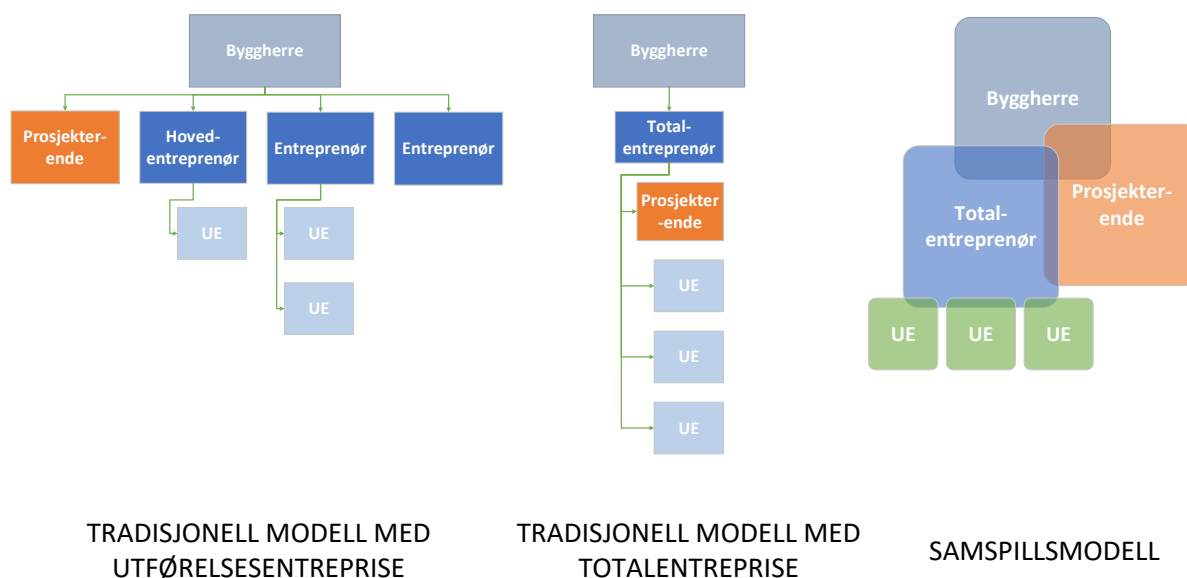 Byggherre
Prosjekter-
ende
Hoved-
entreprenør
Entreprenør
Entreprenør
UE
UE
UE
TRADISJONELL MODELL MED
UTFØRELSESENTREPRISE
Byggherre
Total-
entreprenør
Prosjekter
-ende
UE
UE
UE
TRADISJONELL MODELL MED
TOTALENTREPRISE
Byggherre
Prosjekter-
ende
Total-
entreprenør
UE
UE
UE
SAMSPILLSMODELL